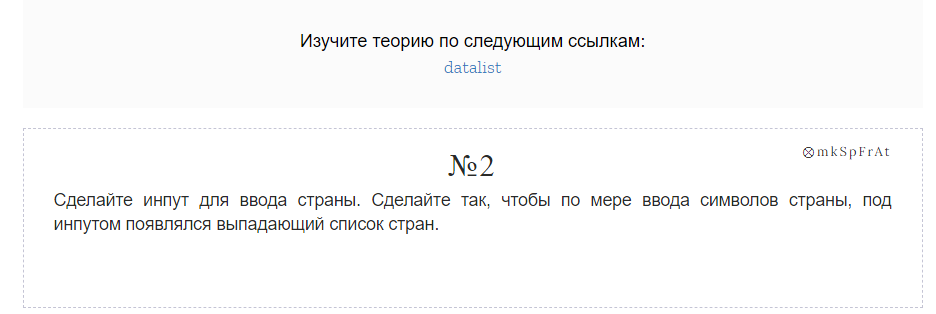 Изучите теорию по следующим ссылкам:
datalist
⊗mkSpFrAt
№2
Сделайте инпут для ввода страны. Сделайте так, чтобы по мере ввода символов страны, под
инпутом появлялся выпадающий список стран.